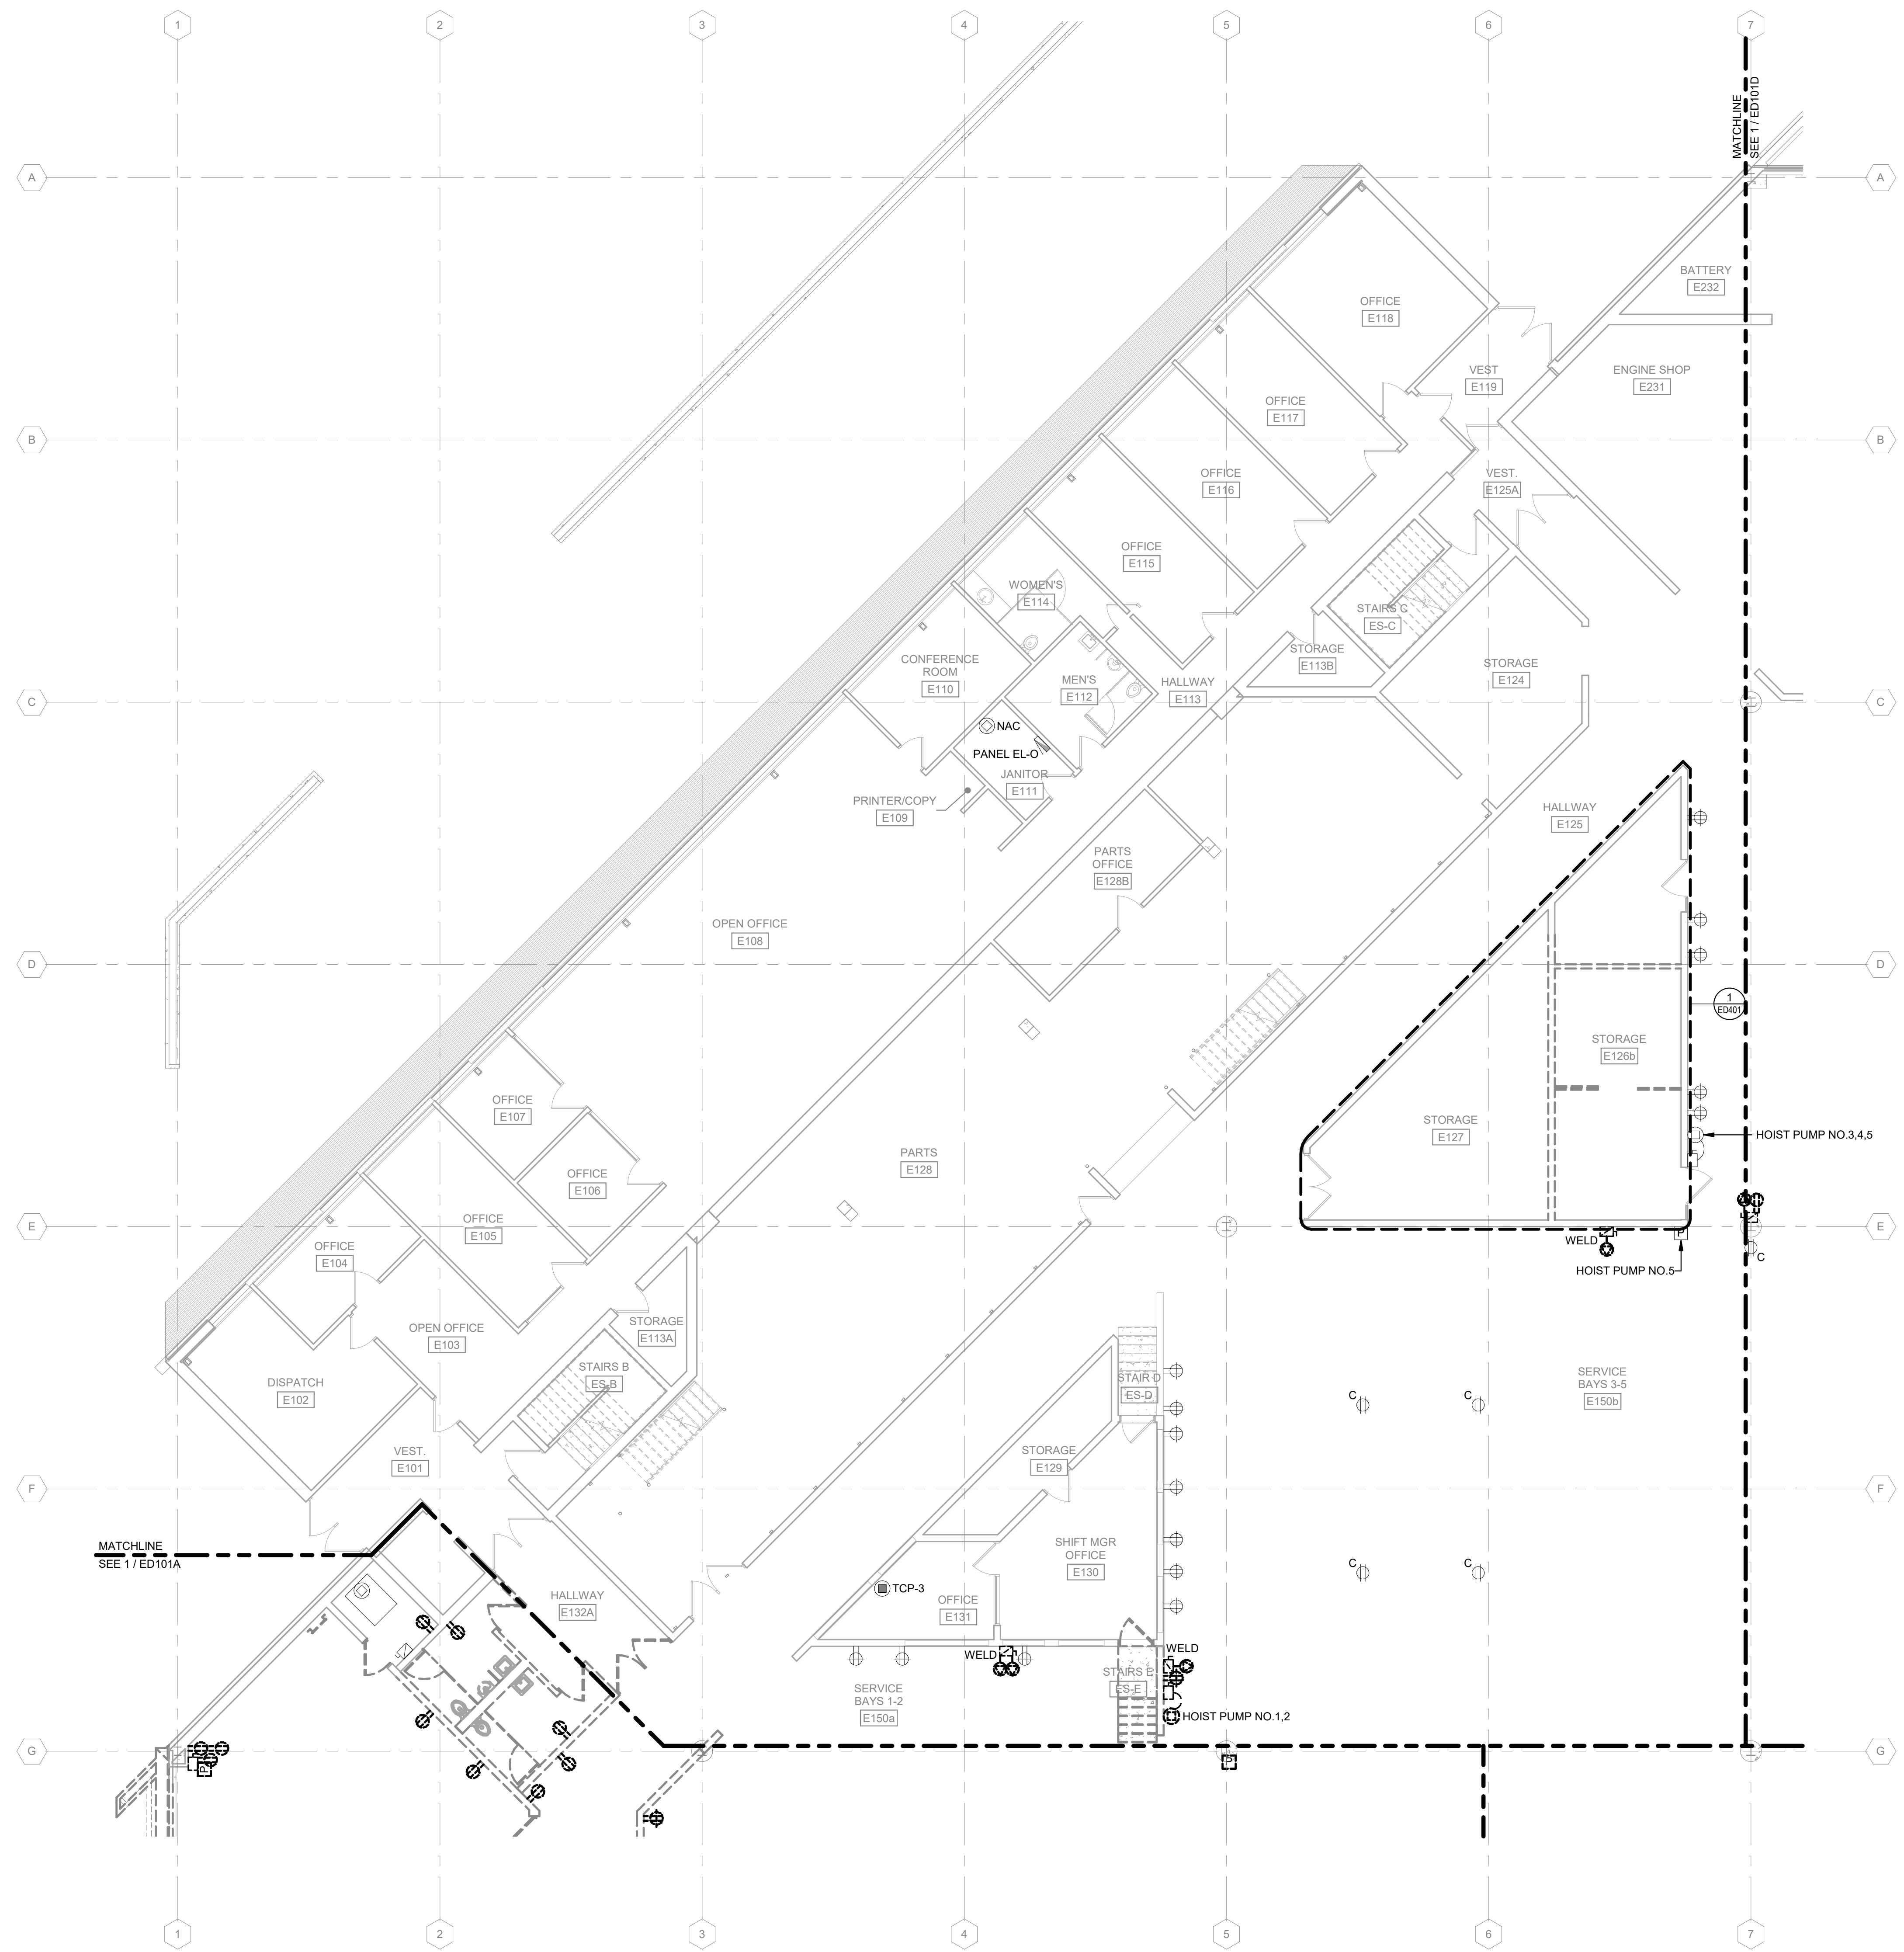 1
2
3
4
5
6
7
MATCHLINE
SEE 1 / ED101D
A
A
BATTERY
E232
OFFICE
E118
VEST
E119
ENGINE SHOP
E231
OFFICE
E117
B
B
OFFICE
E116
VEST.
E125A
OFFICE
E115
WOMEN'S
E114
STAIRS C
ES-C
STORAGE
E113B
STORAGE
E124
CONFERENCE
ROOM
E110
MEN'S
E112
HALLWAY
E113
C
C
NAC
PANEL EL-O
JANITOR
E111
PRINTER/COPY
E109
HALLWAY
E125
PARTS
OFFICE
E128B
OPEN OFFICE
E108
D
D
1
ED401
STORAGE
E126b
OFFICE
E107
STORAGE
E127
HOIST PUMP NO.3,4,5
PARTS
E128
OFFICE
E106
OFFICE
E105
E
E
OFFICE
E104
WELD
P
HOIST PUMP NO.5
C
OPEN OFFICE
E103
STORAGE
E113A
STAIRS B
ES-B
DISPATCH
E102
STAIR D
ES-D
SERVICE
BAYS 3-5
E150b
C
C
VEST.
E101
STORAGE
E129
F
F
MATCHLINE
SEE 1 / ED101A
SHIFT MGR
OFFICE
E130
C
C
TCP-3
HALLWAY
E132A
OFFICE
E131
WELD
WELD
STAIRS E
ES-E
SERVICE
BAYS 1-2
E150a
HOIST PUMP NO.1,2
G
G
P
P
1
2
3
4
5
6
7